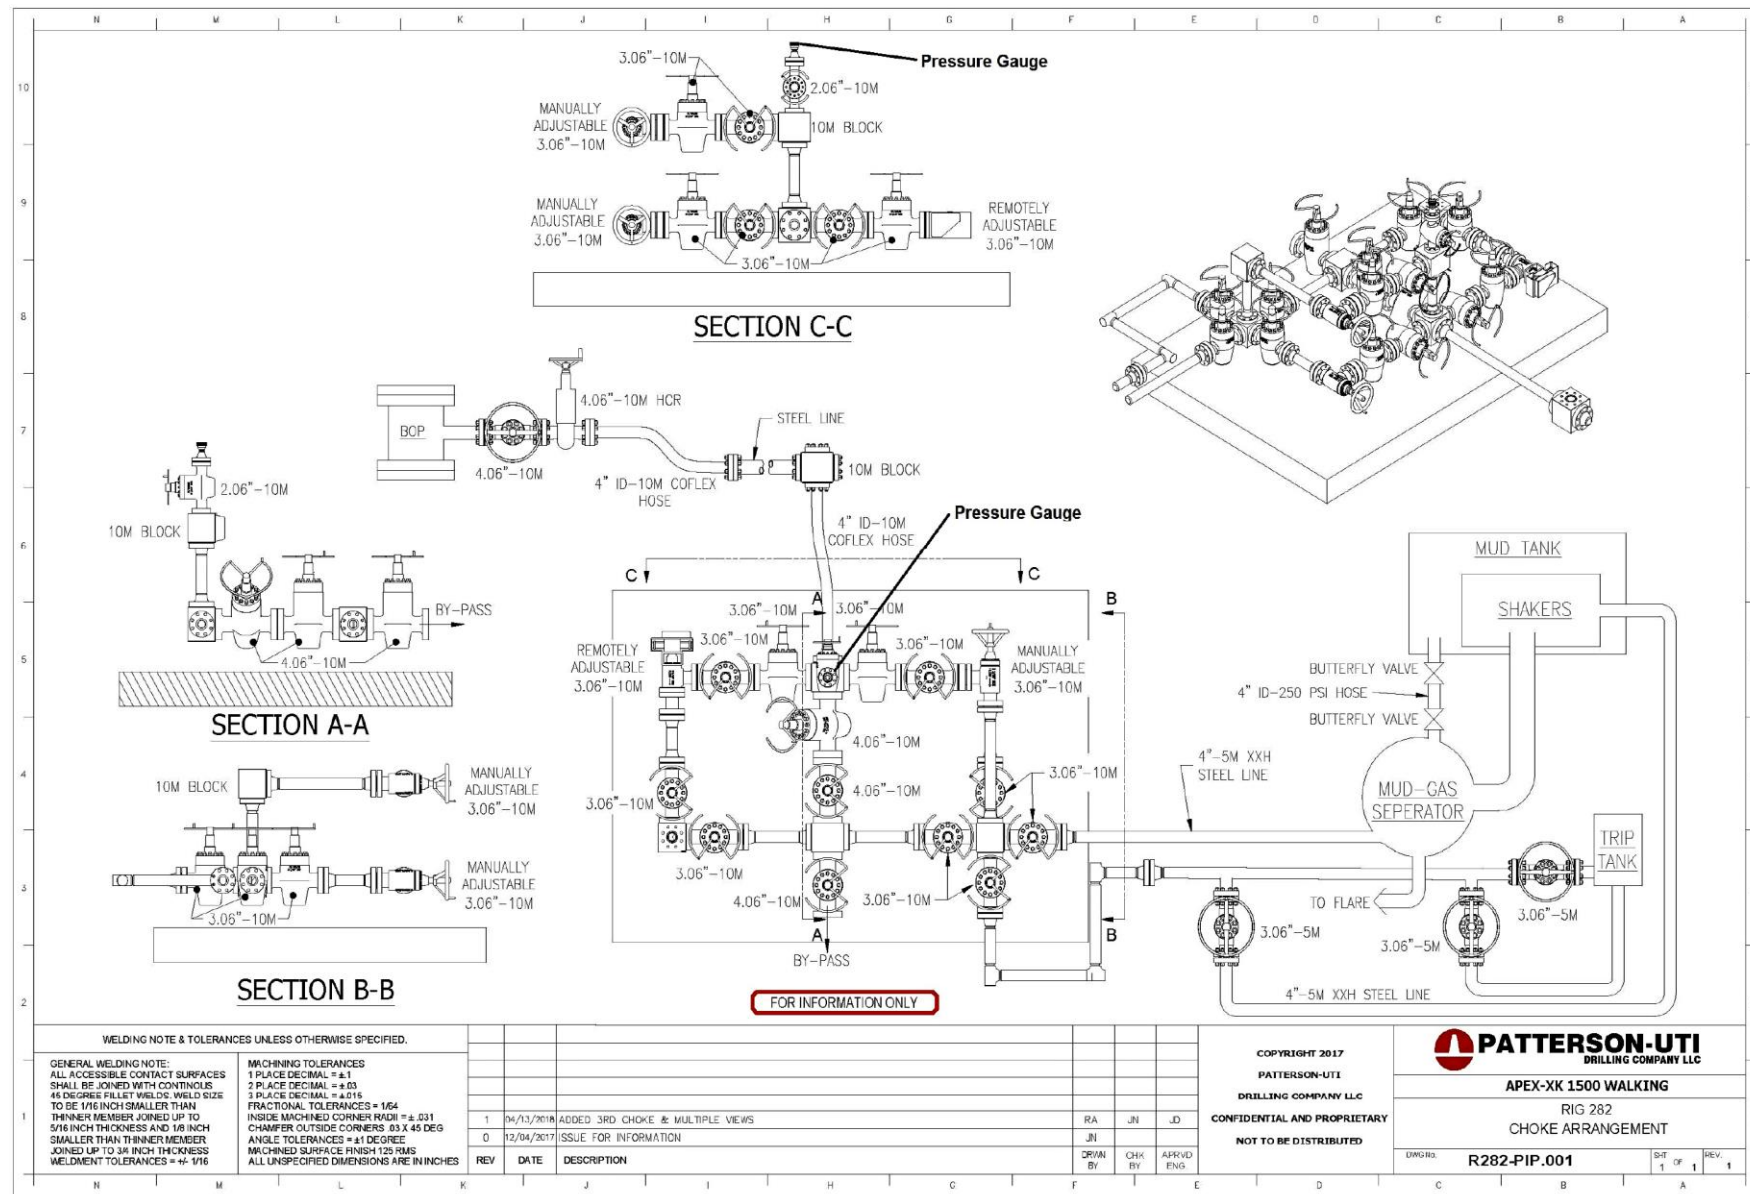 N M L K J I H G F E D C B A
10
9
8
7
6
5
4
3
2
1
3.06"-10M
Pressure Gauge
2.06"-10M
MANUALLY
ADJUSTABLE
3.06"-10M
10M BLOCK
MANUALLY
ADJUSTABLE
3.06"-10M
REMOTELY
ADJUSTABLE
3.06"-10M
3.06"-10M
SECTION C-C
BOP
4.06"-10M HCR
4.06"-10M
STEEL LINE
4" ID-10M COFLEX
HOSE
10M BLOCK
4" ID-10M
COFLEX HOSE
Pressure Gauge
2.06"-10M
10M BLOCK
BY-PASS
4.06"-10M
SECTION A-A
10M BLOCK
MANUALLY
ADJUSTABLE
3.06"-10M
MANUALLY
ADJUSTABLE
3.06"-10M
3.06"-10M
SECTION B-B
C
C
A
B
3.06"-10M
3.06"-10M
3.06"-10M
3.06"-10M
REMOTELY
ADJUSTABLE
3.06"-10M
MANUALLY
ADJUSTABLE
3.06"-10M
4.06"-10M
3.06"-10M
4.06"-10M
3.06"-10M
3.06"-10M
4.06"-10M
3.06"-10M
A
B
BY-PASS
FOR INFORMATION ONLY
MUD TANK
SHAKERS
BUTTERFLY VALVE
4" ID-250 PSI HOSE
BUTTERFLY VALVE
4"-5M XXH
STEEL LINE
MUD-GAS
SEPERATOR
TRIP
TANK
TO FLARE
3.06"-5M
3.06"-5M
3.06"-5M
4"-5M XXH STEEL LINE
WELDING NOTE & TOLERANCES UNLESS OTHERWISE SPECIFIED.
GENERAL WELDING NOTE:
ALL ACCESSIBLE CONTACT SURFACES
SHALL BE JOINED WITH CONTINOUS
45 DEGREE FILLET WELDS. WELD SIZE
TO BE 1/16 INCH SMALLER THAN
THINNER MEMBER JOINED UP TO
5/16 INCH THICKNESS AND 1/8 INCH
SMALLER THAN THINNER MEMBER
JOINED UP TO 3/4 INCH THICKNESS
WELDMENT TOLERANCES = +/- 1/16
MACHINING TOLERANCES
1 PLACE DECIMAL = ±.1
2 PLACE DECIMAL = ±.03
3 PLACE DECIMAL = ±.015
FRACTIONAL TOLERANCES = 1/64
INSIDE MACHINED CORNER RADII = ± .031
CHAMFER OUTSIDE CORNERS .03 X 45 DEG
ANGLE TOLERANCES = ±1 DEGREE
MACHINED SURFACE FINISH 125 RMS
ALL UNSPECIFIED DIMENSIONS ARE IN INCHES
1 04/13/2018 ADDED 3RD CHOKE & MULTIPLE VIEWS RA JN JD
0 12/04/2017 ISSUE FOR INFORMATION JN
REV DATE DESCRIPTION DRWN BY CHK BY APRVD ENG.
COPYRIGHT 2017
PATTERSON-UTI
DRILLING COMPANY LLC
CONFIDENTIAL AND PROPRIETARY
NOT TO BE DISTRIBUTED
PATTERSON-UTI
DRILLING COMPANY LLC
APEX-XK 1500 WALKING
RIG 282
CHOKE ARRANGEMENT
DWG No. R282-PIP.001
SHT 1 OF 1
REV. 1
N M L K J I H G F E D C B A